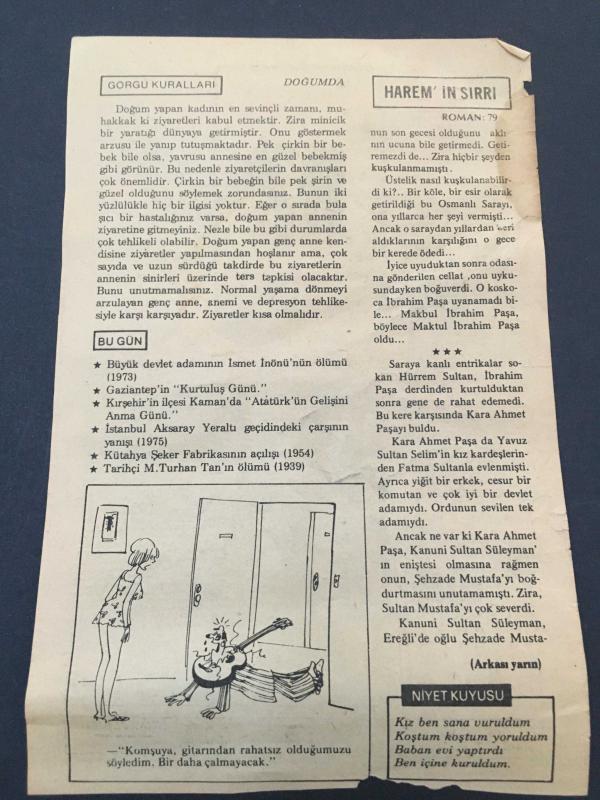 GÖRGÜ KURALLARI
DOĞUMDA
Doğum yapan kadının en sevinçli zamanı, mu-
hakkak ki ziyaretleri kabul etmektir. Zira minicik
bir yaratığı dünyaya getirmiştir. Onu göstermek
arzusu ile yanıp tutuşmaktadır. Pek çirkin bir be-
bek bile olsa, yavrusu annesine en güzel bebekmiş
gibi görünür. Bu nedenle ziyaretçilerin davranışları
çok önemlidir. Çirkin bir bebeğin bile pek şirin ve
güzel olduğunu söylemek zorundasınız. Bunun iki
yüzlülükle hiç bir ilgisi yoktur. Eğer o sırada bula
şıcı bir hastalığınız varsa, doğum yapan annenin
ziyaretine gitmeyiniz. Nezle bile bu gibi durumlarda
çok tehlikeli olabilir. Doğum yapan genç anne ken-
disine ziyaretler yapılmasından hoşlanır ama, çok
sayıda ve uzun sürdüğü takdirde bu ziyaretlerin
annenin sinirleri üzerinde ters tepkisi olacaktır.
Bunu unutmamalısınız. Normal yaşama dönmeyi
arzulayan genç anne, anemi ve depresyon tehlike-
siyle karşı karşıyadır. Ziyaretler kısa olmalıdır.
BU GÜN
★ Büyük devlet adamının İsmet İnönü'nün ölümü
(1973)
★ Gaziantep'in "Kurtuluş Günü."
★ Kırşehir'in ilçesi Kaman'da "Atatürk'ün Gelişini
Anma Günü."
★ İstanbul Aksaray Yeraltı geçidindeki çarşının
yanışı (1975)
★ Kütahya Şeker Fabrikasının açılışı (1954)
★ Tarihçi M.Turhan Tan'ın ölümü (1939)
—"Komşuya, gitarından rahatsız olduğumuzu
söyledim. Bir daha çalmayacak."
HAREM' İN SIRRI
ROMAN: 79
nun son gecesi olduğunu aklı-
nın ucuna bile getirmedi. Geti-
remezdi de... Zira hiçbir şeyden
kuşkulanmamıştı.
Üstelik nasıl kuşkulanabilir-
di ki?.. Bir köle, bir esir olarak
getirildiği bu Osmanlı Sarayı,
ona yıllarca her şeyi vermişti...
Ancak o saraydan yıllardan beri
aldıklarının karşılığını o gece
bir kerede ödedi...
İyice uyuduktan sonra odası-
na gönderilen cellat ,onu uyku-
sundayken boğuverdi. O kosko-
ca İbrahim Paşa uyanamadı bi-
le... Makbul İbrahim Paşa,
böylece Maktul İbrahim Paşa
oldu...
★★★
Saraya kanlı entrikalar so-
kan Hürrem Sultan, İbrahim
Paşa derdinden kurtulduktan
sonra gene de rahat edemedi.
Bu kere karşısında Kara Ahmet
Paşayı buldu.
Kara Ahmet Paşa da Yavuz
Sultan Selim'in kız kardeşlerin-
den Fatma Sultanla evlenmişti.
Ayrıca yiğit bir erkek, cesur bir
komutan ve çok iyi bir devlet
adamıydı. Ordunun sevilen tek
adamıydı.
Ancak ne var ki Kara Ahmet
Paşa, Kanuni Sultan Süleyman'
ın eniştesi olmasına rağmen
onun, Şehzade Mustafa'yı boğ-
durtmasını unutamamıştı. Zira,
Sultan Mustafa'yı çok severdi.
Kanuni Sultan Süleyman,
Ereğli'de oğlu Şehzade Musta-
(Arkası yarın)
NİYET KUYUSU
Kız ben sana vuruldum
Koştum koştum yoruldum
Baban evi yaptırdı
Ben içine kuruldum.